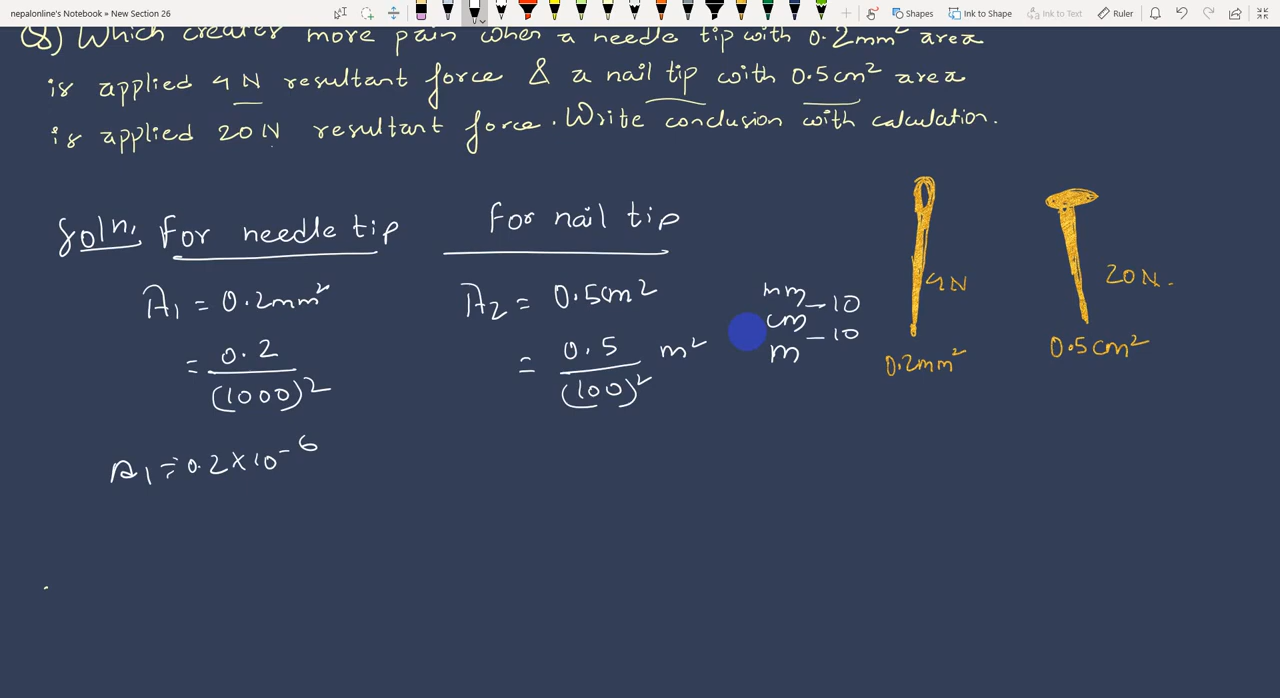 nepalonline's Notebook » New Section 26
Shapes
Ink to Shape
Ink to Text
Ruler
Q8) Which creates more pain when a needle tip with 0.2mm² area
is applied 4N resultant force & a nail tip with 0.5cm² area
is applied 20N resultant force. Write conclusion with calculation.
Soln. For needle tip
For nail tip
A₁ = 0.2mm²
A₂ = 0.5cm²
= 0.2
(1000)²
= 0.5 m²
(100)²
A₁ = 0.2×10⁻⁶
mm – 10
cm – 10
m
4N
0.2mm²
20N.
0.5cm²